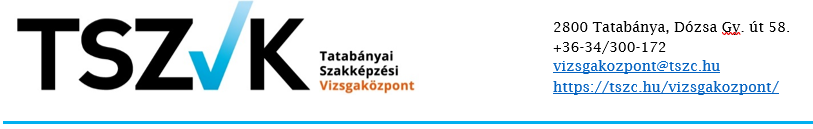 TSZVK
Tatabányai
Szakképzési
Vizsgaközpont
2800 Tatabánya, Dózsa Gy. út 58.
+36-34/300-172
vizsgakozpont@tszc.hu
https://tszc.hu/vizsgakozpont/